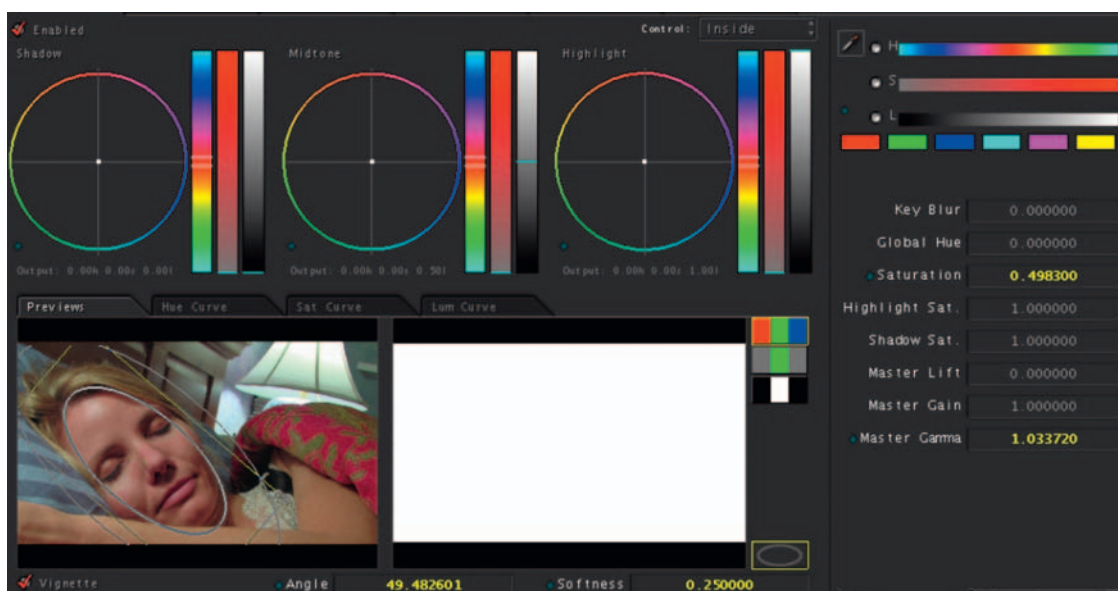 Enabled
Control: Inside
Shadow
Midtone
Highlight
H
S
L
Output: 0.00h 0.00s 0.00l
Output: 0.00h 0.00s 0.50l
Output: 0.00h 0.00s 1.00l
Key Blur 0.000000
Global Hue 0.000000
Saturation 0.498300
Highlight Sat. 1.000000
Shadow Sat. 1.000000
Master Lift 0.000000
Master Gain 1.000000
Master Gamma 1.033720
Previews
Hue Curve
Sat Curve
Lum Curve
Vignette
Angle 49.482601
Softness 0.250000